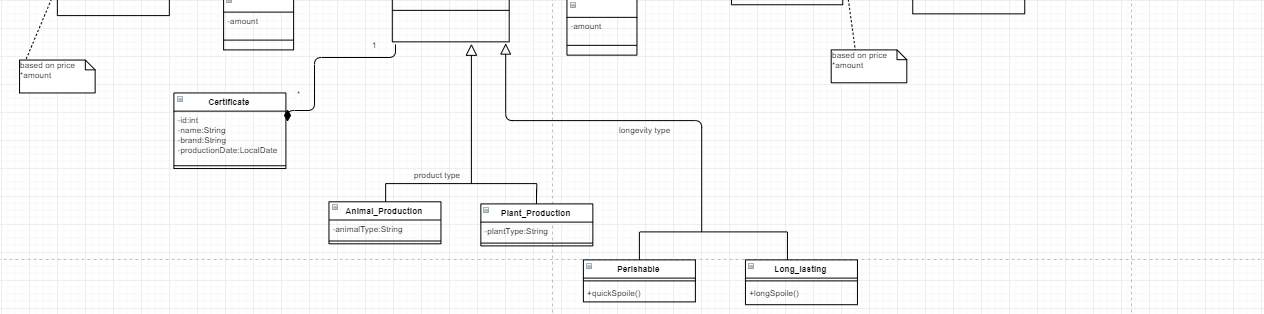 -amount
-amount
1
based on price
*amount
based on price
*amount
*
Certificate
-id:int
-name:String
-brand:String
-productionDate:LocalDate
longevity type
product type
Animal_Production
-animalType:String
Plant_Production
-plantType:String
Perishable
+quickSpoile()
Long_lasting
+longSpoile()